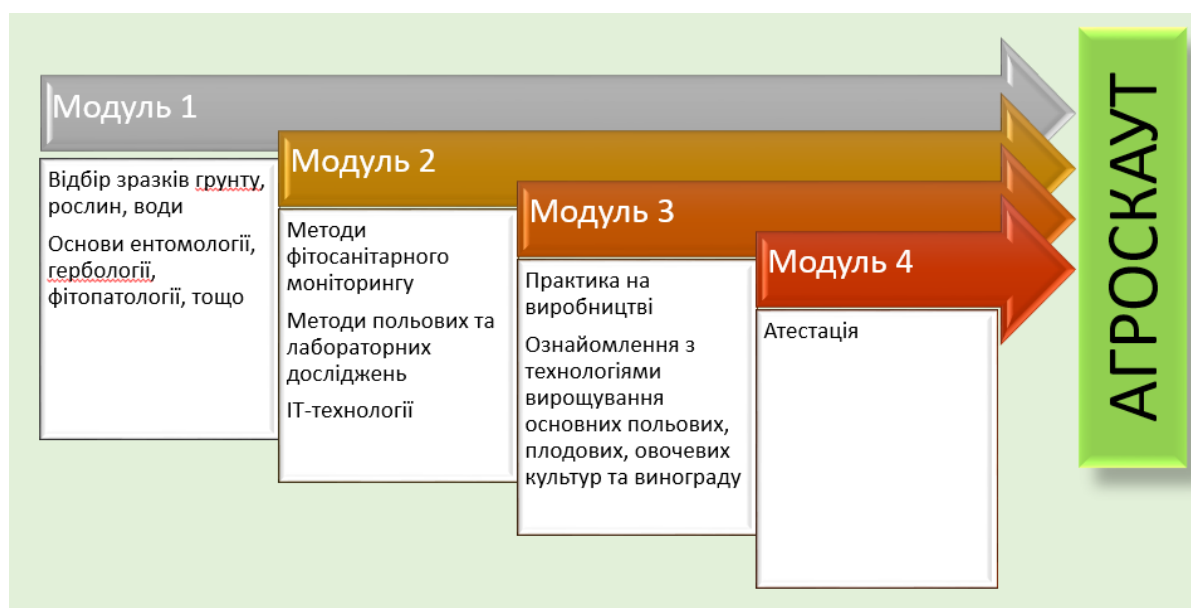 Модуль 1
Відбір зразків грунту,
рослин, води
Основи ентомології,
гербології,
фітопатології, тощо
Модуль 2
Методи
фітосанітарного
моніторингу
Методи польових та
лабораторних
досліджень
ІТ-технології
Модуль 3
Практика на
виробництві
Ознайомлення з
технологіями
вирощування
основних польових,
плодових, овочевих
культур та винограду
Модуль 4
Атестація
АГРОСКАУТ